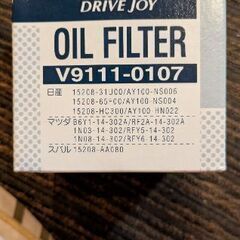 DRIVE JOY
OIL FILTER
V9111-0107
日産 15208-31U00/AY100-NS006
15208-65F00/AY100-NS004
15208-HC300/AY100-HN022
マツダ B6Y1-14-302A/RF2A-14-302A
1N03-14-302/RFY5-14-302
1N08-14-302/RFY6-14-302
スバル 15208-AA080